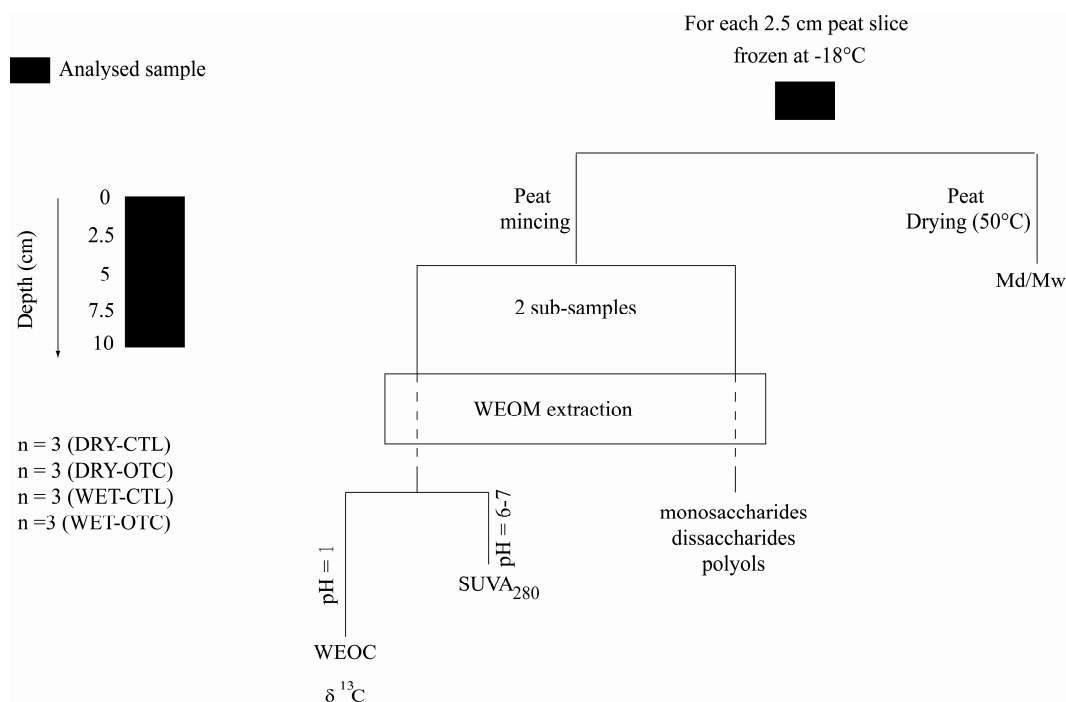 For each 2.5 cm peat slice
frozen at -18°C
Analysed sample
0
2.5
5
7.5
10
Depth (cm)
Peat
mincing
Peat
Drying (50°C)
Md/Mw
2 sub-samples
WEOM extraction
n = 3 (DRY-CTL)
n = 3 (DRY-OTC)
n = 3 (WET-CTL)
n =3 (WET-OTC)
pH = 1
pH = 6-7
SUVA280
monosaccharides
dissaccharides
polyols
WEOC
δ 13C